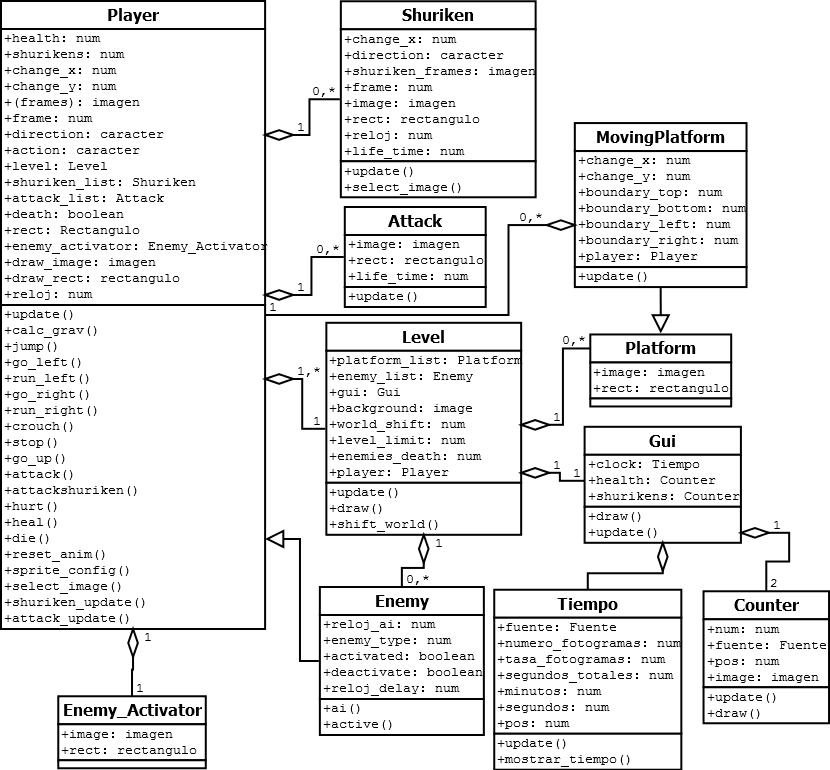 Player
+health: num
+shurikens: num
+change_x: num
+change_y: num
+(frames): imagen
+frame: num
+direction: caracter
+action: caracter
+level: Level
+shuriken_list: Shuriken
+attack_list: Attack
+death: boolean
+rect: Rectangulo
+enemy_activator: Enemy_Activator
+draw_image: imagen
+draw_rect: rectangulo
+reloj: num
+update()
+calc_grav()
+jump()
+go_left()
+run_left()
+go_right()
+run_right()
+crouch()
+stop()
+go_up()
+attack()
+attackshuriken()
+hurt()
+heal()
+die()
+reset_anim()
+sprite_config()
+select_image()
+shuriken_update()
+attack_update()
Shuriken
+change_x: num
+direction: caracter
+shuriken_frames: imagen
+frame: num
+image: imagen
+rect: rectangulo
+reloj: num
+life_time: num
+update()
+select_image()
0,*
1
Attack
+image: imagen
+rect: rectangulo
+life_time: num
+update()
0,*
1
MovingPlatform
+change_x: num
+change_y: num
+boundary_top: num
+boundary_bottom: num
+boundary_left: num
+boundary_right: num
+player: Player
+update()
0,*
1
Level
+platform_list: Platform
+enemy_list: Enemy
+gui: Gui
+background: image
+world_shift: num
+level_limit: num
+enemies_death: num
+player: Player
+update()
+draw()
+shift_world()
1,*
1
Platform
+image: imagen
+rect: rectangulo
0,*
1
Gui
+clock: Tiempo
+health: Counter
+shurikens: Counter
+draw()
+update()
1
1
1
0,*
Enemy
+reloj_ai: num
+enemy_type: num
+activated: boolean
+deactivate: boolean
+reloj_delay: num
+ai()
+active()
Tiempo
+fuente: Fuente
+numero_fotogramas: num
+tasa_fotogramas: num
+segundos_totales: num
+minutos: num
+segundos: num
+pos: num
+update()
+mostrar_tiempo()
1
2
Counter
+num: num
+fuente: Fuente
+pos: num
+image: imagen
+update()
+draw()
1
1
Enemy_Activator
+image: imagen
+rect: rectangulo